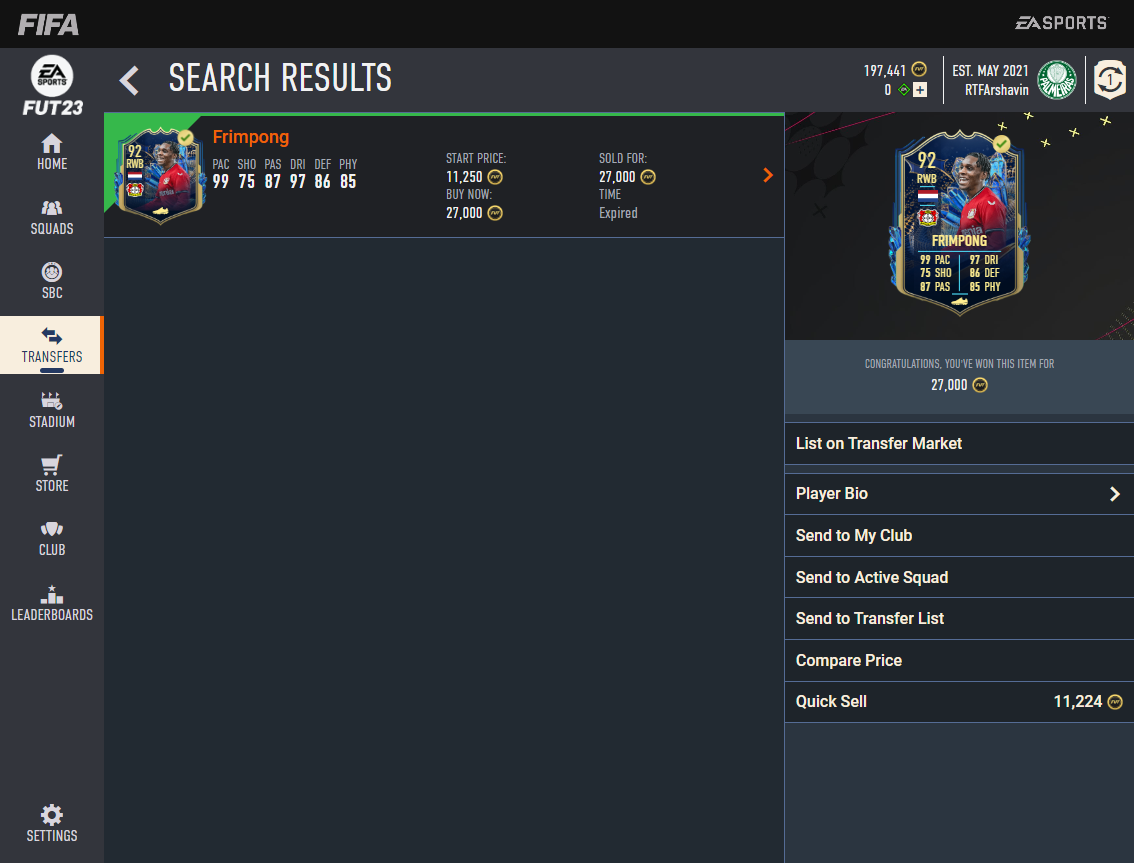 FIFA
EA SPORTS
EA SPORTS
FUT23
HOME
SQUADS
SBC
TRANSFERS
STADIUM
STORE
CLUB
LEADERBOARDS
SETTINGS
SEARCH RESULTS
197,441
0
EST. MAY 2021
RTFArshavin
PALMEIRAS
1
92
RWB
Frimpong
PAC SHO PAS DRI DEF PHY
99 75 87 97 86 85
START PRICE:
11,250
BUY NOW:
27,000
SOLD FOR:
27,000
TIME
Expired
92
RWB
FRIMPONG
99 PAC 97 DRI
75 SHO 86 DEF
87 PAS 85 PHY
CONGRATULATIONS, YOU'VE WON THIS ITEM FOR
27,000
List on Transfer Market
Player Bio
Send to My Club
Send to Active Squad
Send to Transfer List
Compare Price
Quick Sell 11,224